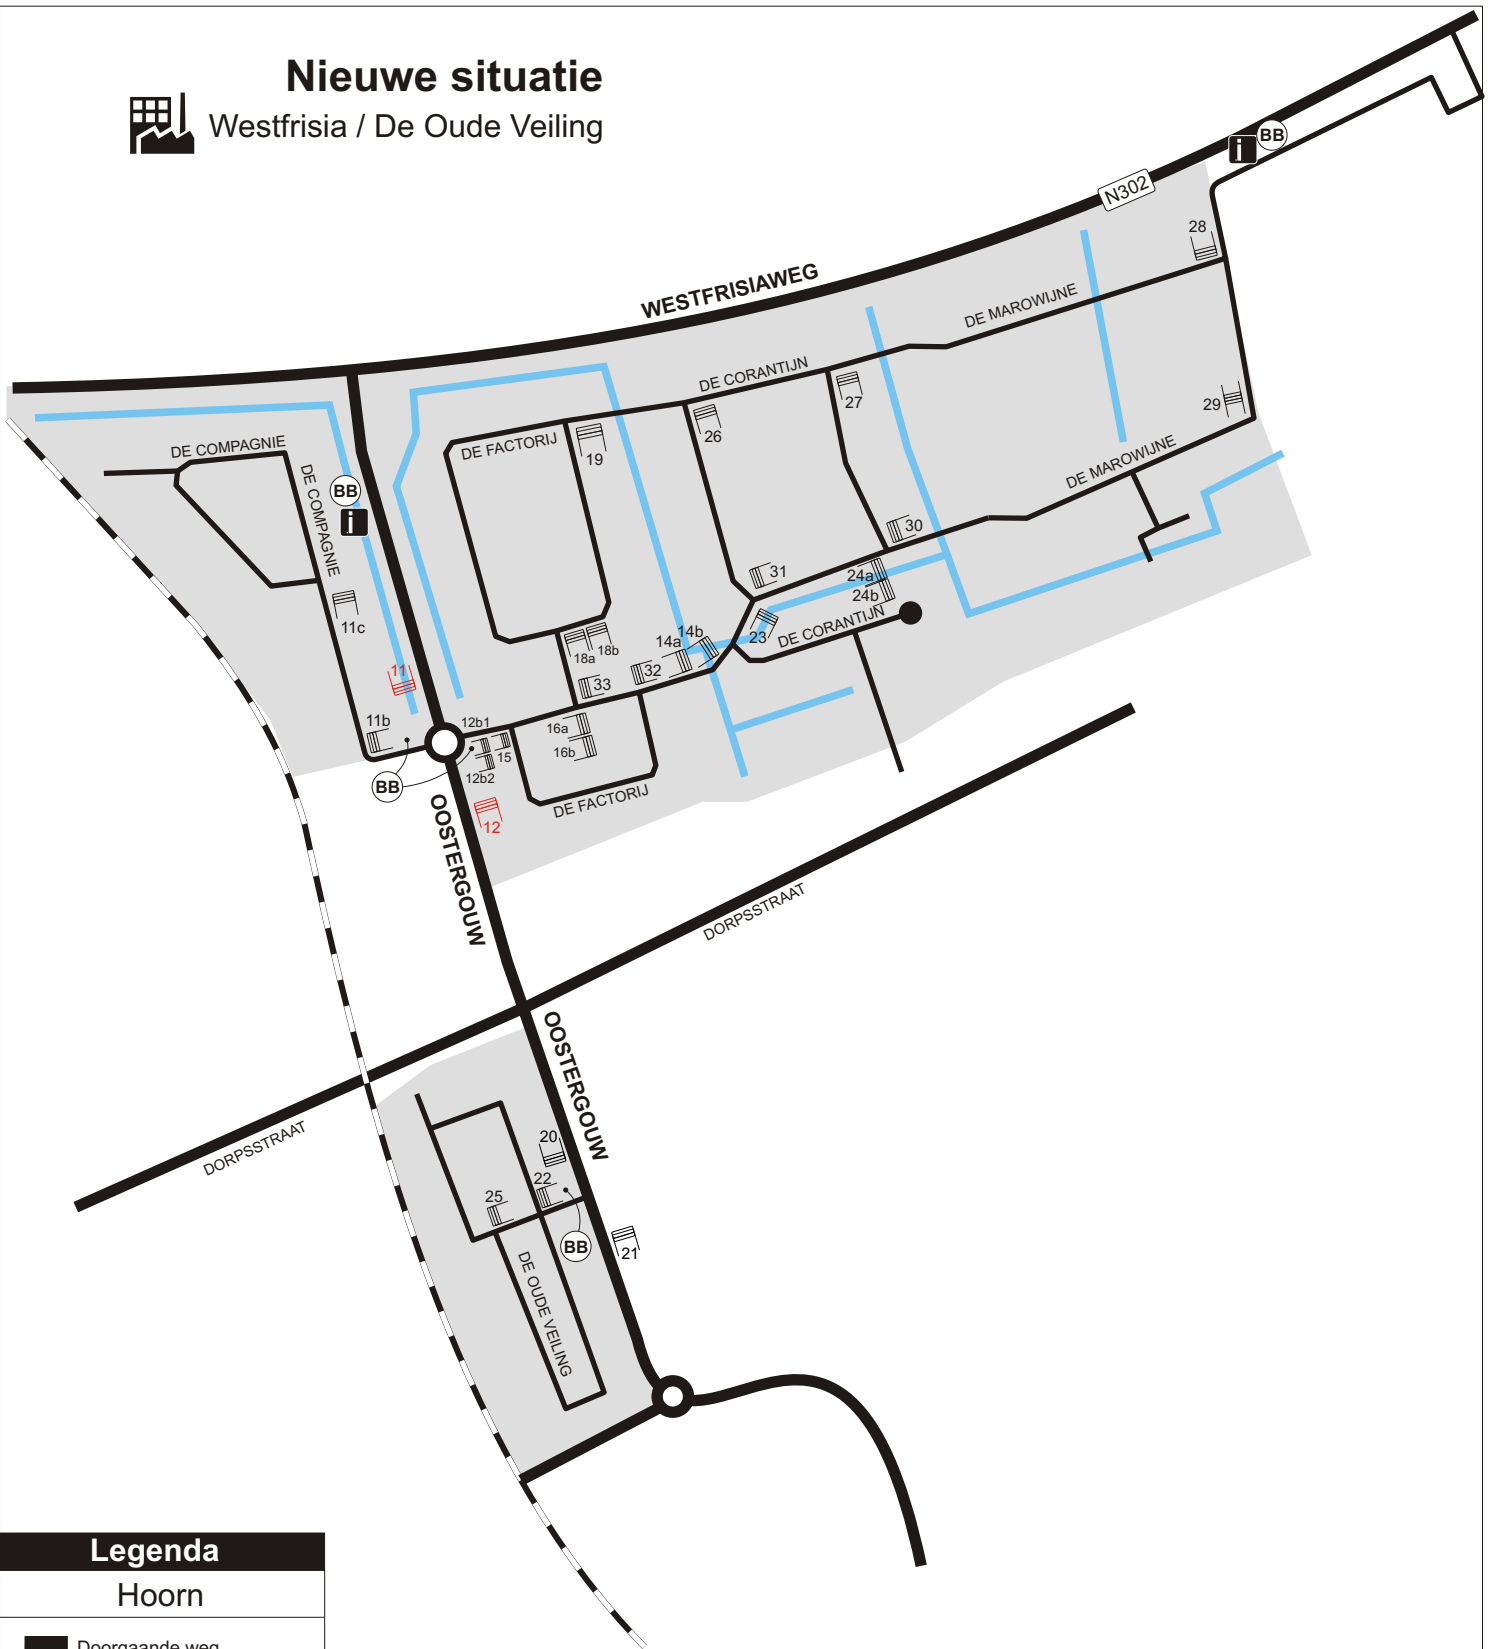 Nieuwe situatie
Westfrisia / De Oude Veiling
BB
i
N302
28
WESTFRISIAWEG
DE MAROWIJNE
DE CORANTIJN
27
29
26
DE FACTORIJ
19
DE COMPAGNIE
DE COMPAGNIE
BB
i
DE MAROWIJNE
30
31
24a
24b
11c
23
DE CORANTIJN
14b
14a
18b
18a
32
33
11
11b
12b1
16a
15
16b
12b2
BB
DE FACTORIJ
12
OOSTERGOUW
DORPSSTRAAT
OOSTERGOUW
DORPSSTRAAT
20
22
25
BB
21
DE OUDE VEILING
Legenda
Hoorn
Doorgaande weg